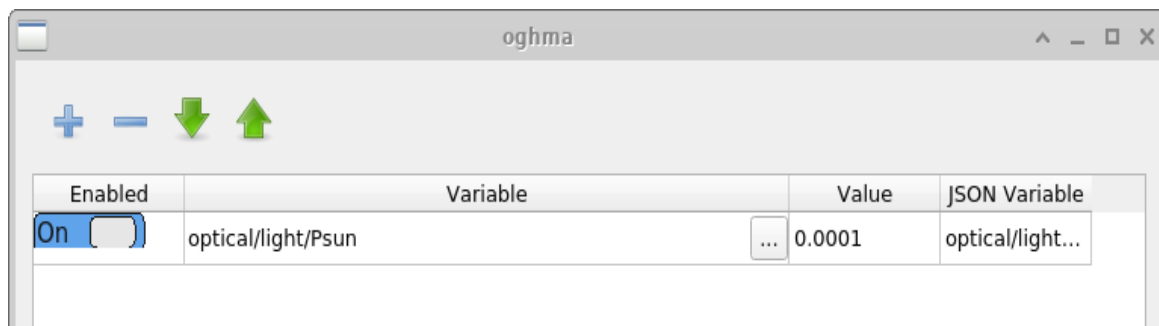 oghma
Enabled Variable Value JSON Variable
On optical/light/Psun ... 0.0001 optical/light...